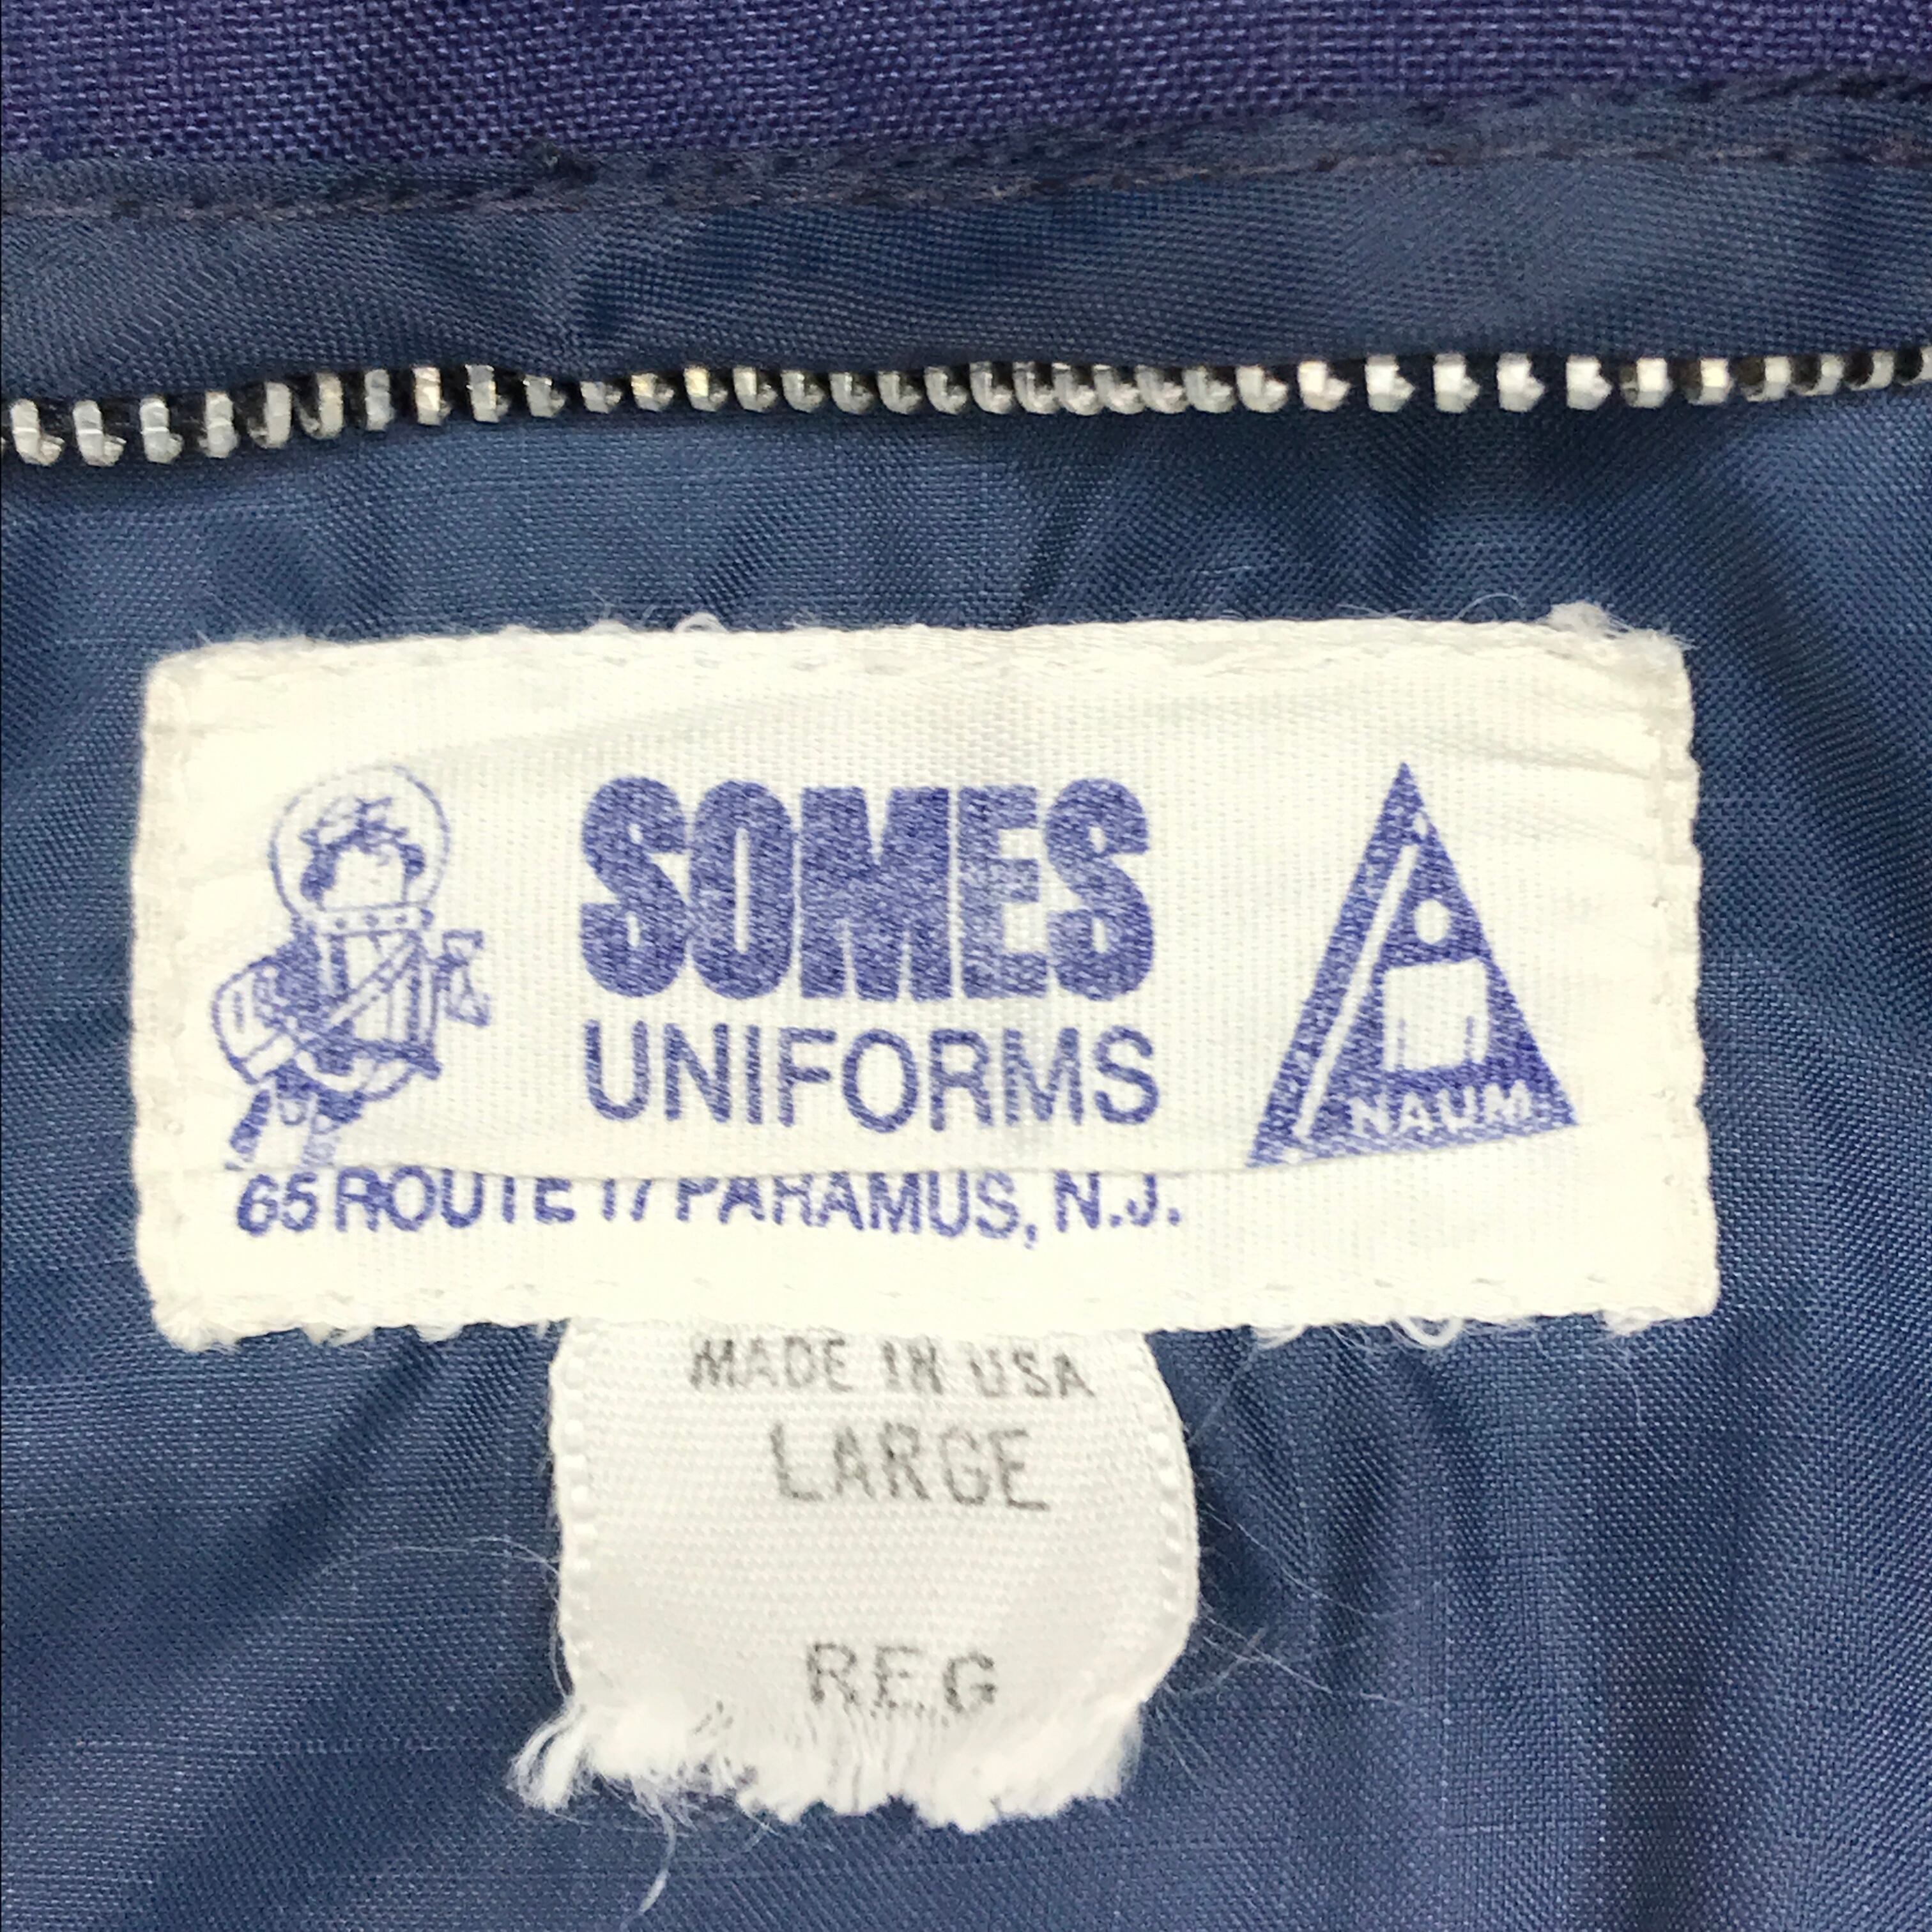 SOMES
UNIFORMS
NAUM
65 ROUTE 17 PARAMUS, N.J.
MADE IN USA
LARGE
REG